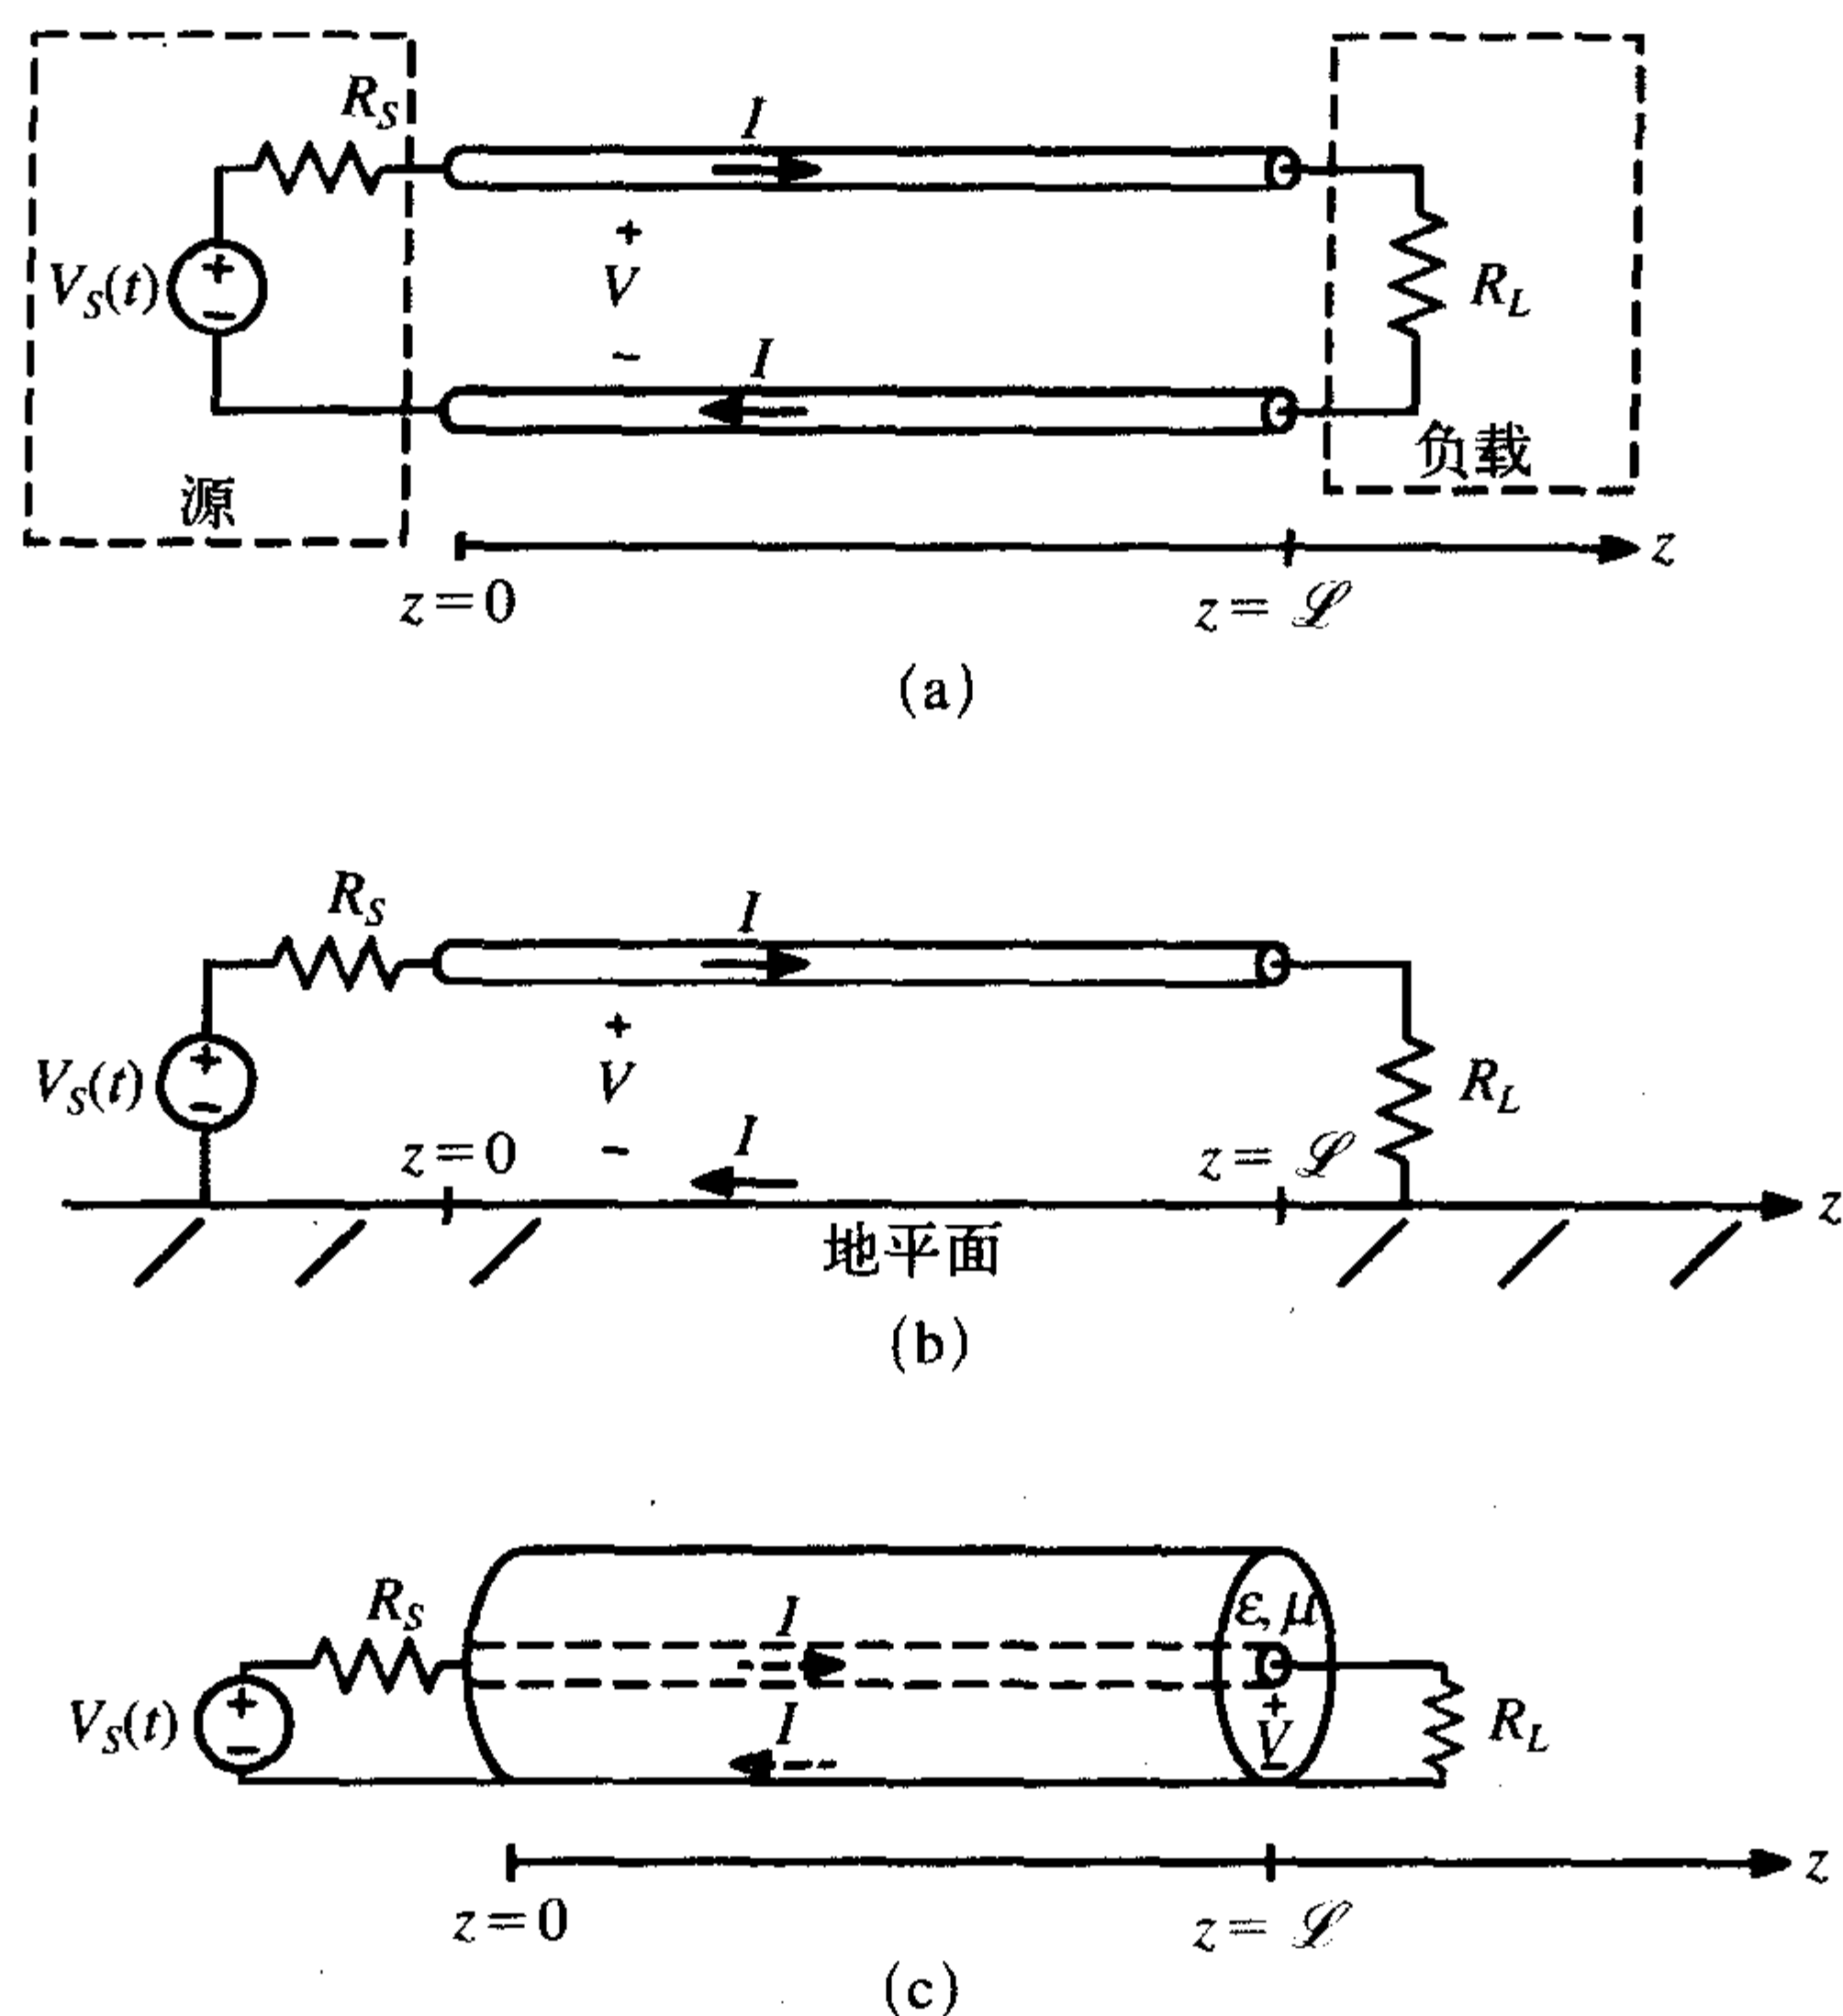 R_S
I
+
V_S(t)
+
−
V
−
I
R_L
源
负载
z
z=0
z=ℒ
(a)
R_S
I
+
V_S(t)
+
−
V
−
I
R_L
z=0
z=ℒ
z
地平面
(b)
R_S
I
ε,μ
V_S(t)
+
−
I
+
V
−
R_L
z
z=0
z=ℒ
(c)